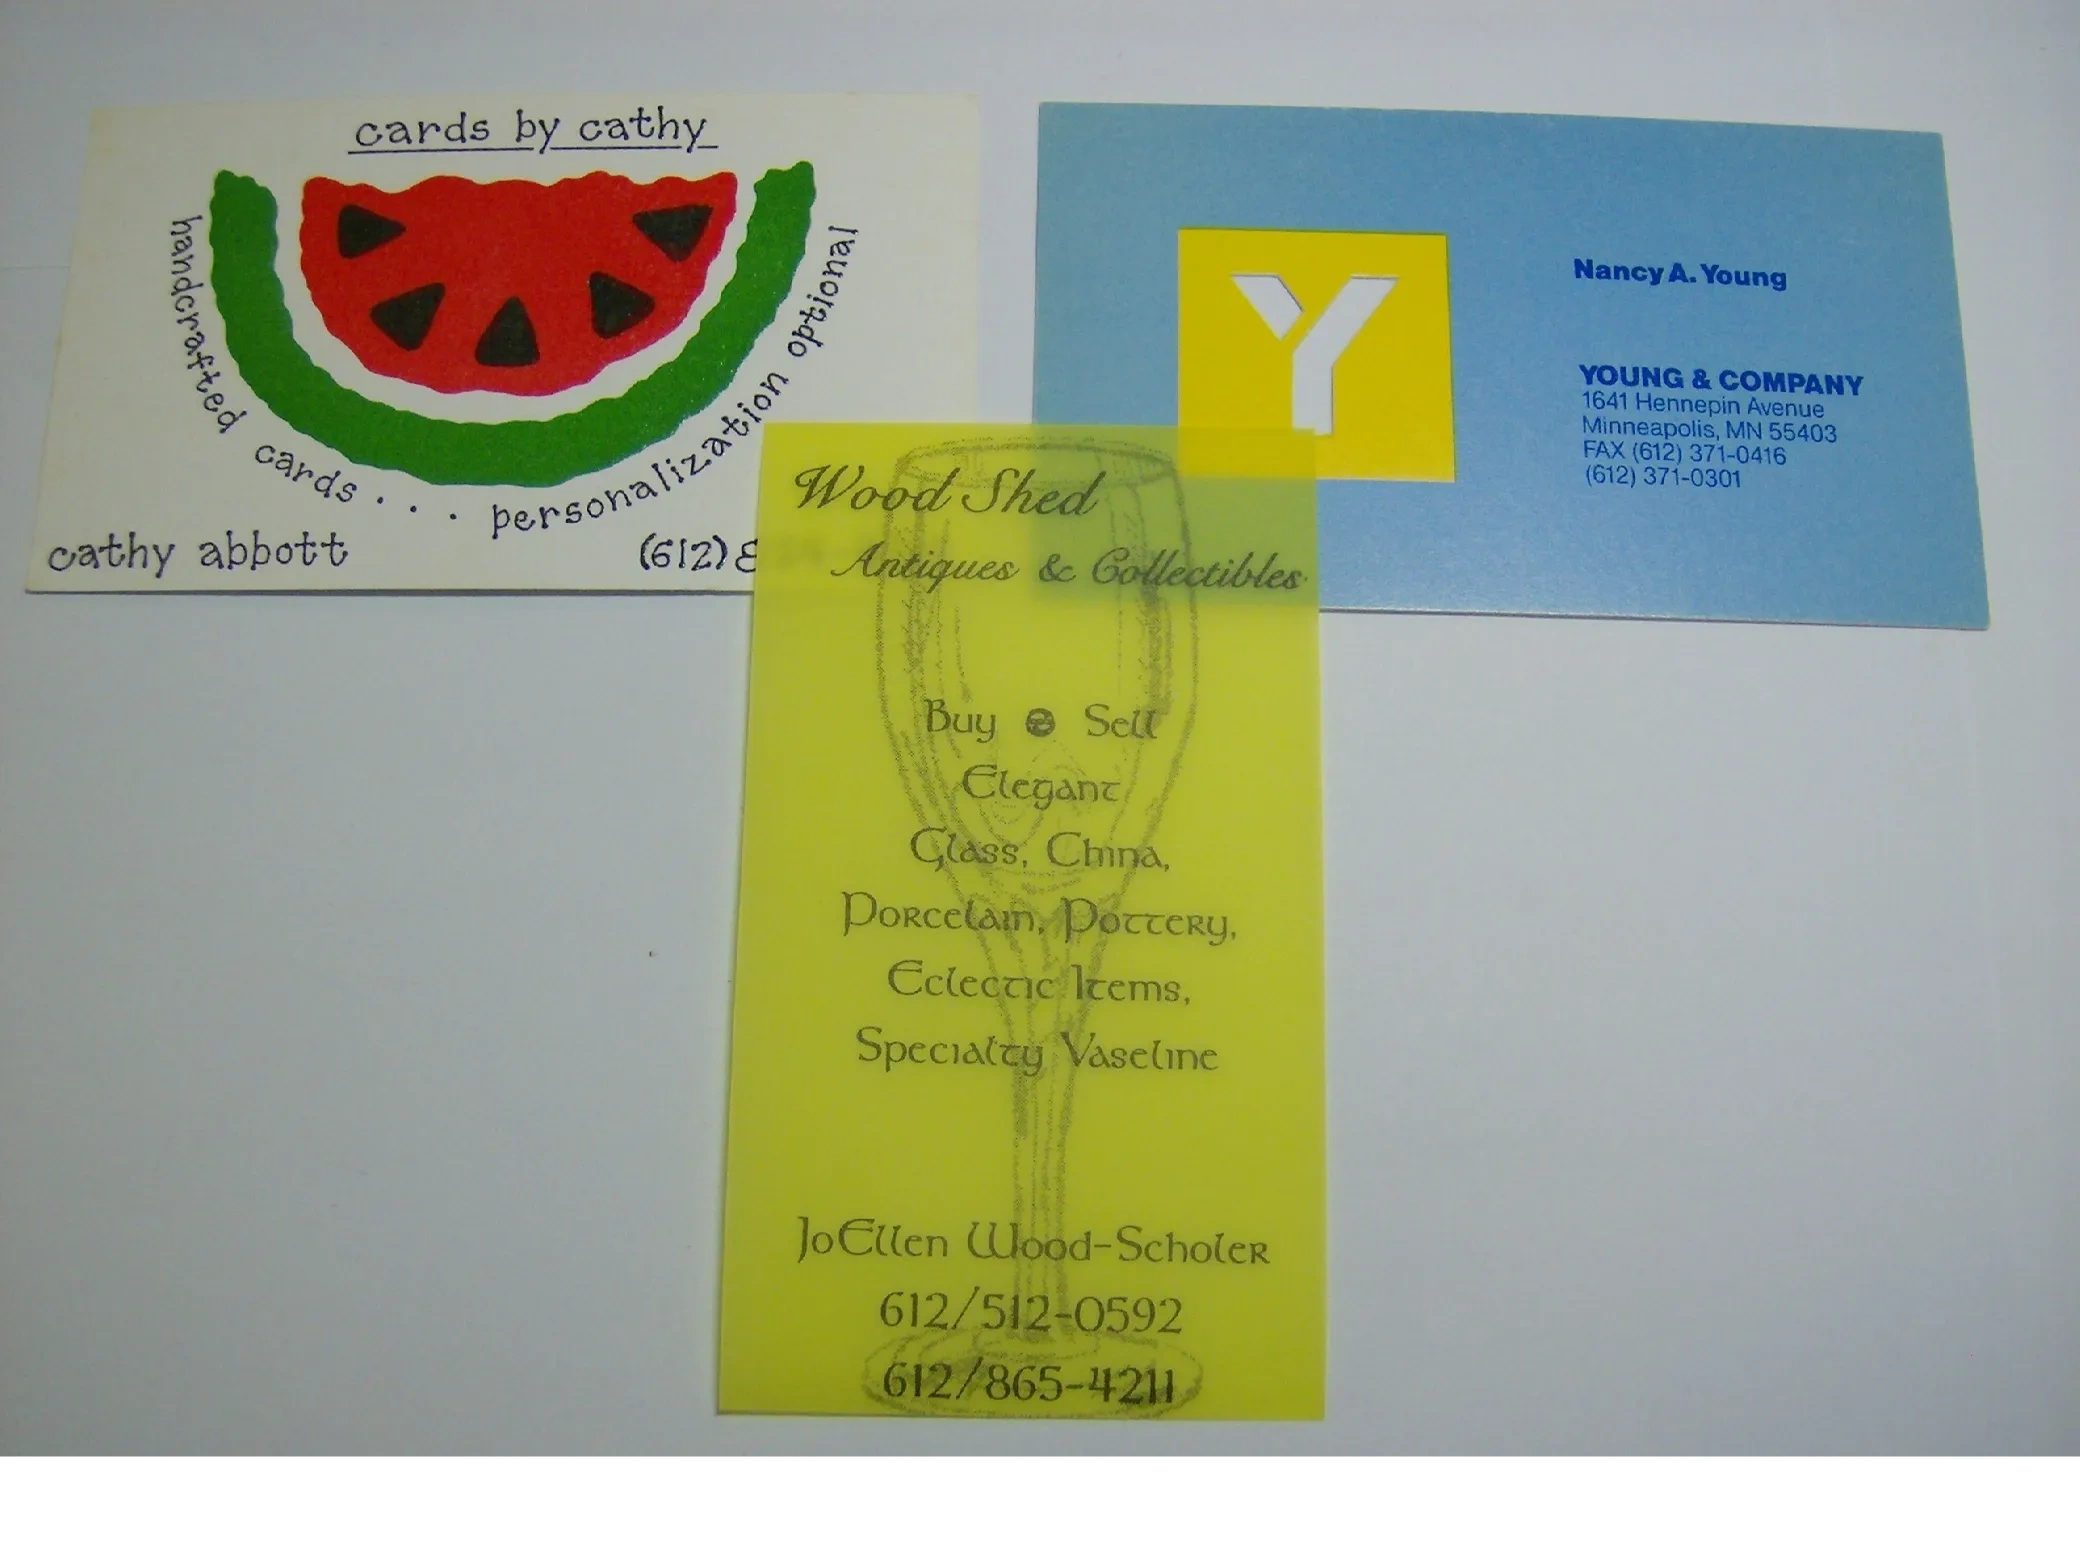 cards by cathy
handcrafted cards . . . personalization optional
cathy abbott
(612)
Y
Nancy A. Young
YOUNG & COMPANY
1641 Hennepin Avenue
Minneapolis, MN 55403
FAX (612) 371-0416
(612) 371-0301
Wood Shed
Antiques & Collectibles
Buy Sell
Elegant
Glass, China,
Porcelain, Pottery,
Eclectic Items,
Specialty Vaseline
JoEllen Wood-Scholer
612/512-0592
612/865-4211